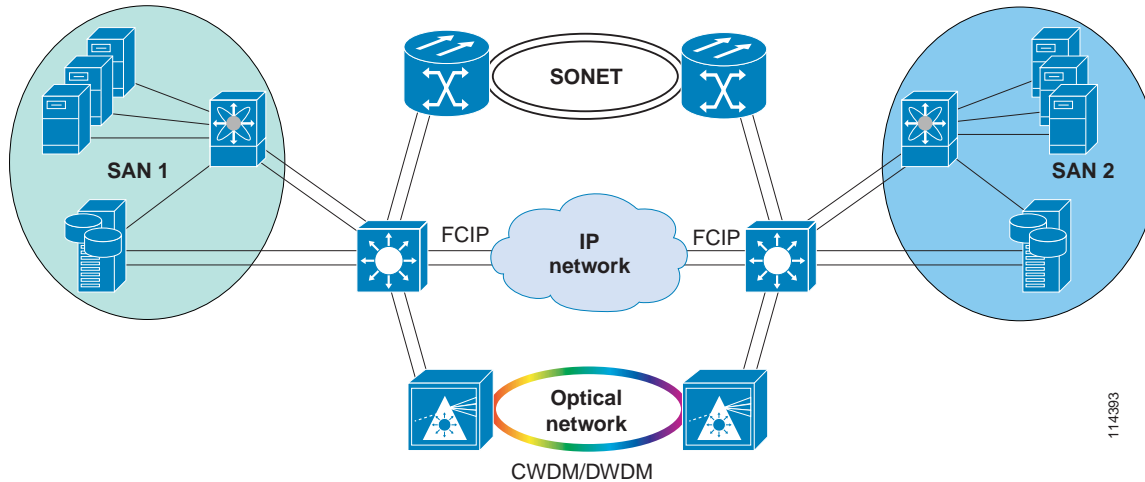 SONET
SAN 1
SAN 2
FCIP
IP
network
FCIP
Optical
network
CWDM/DWDM
114393